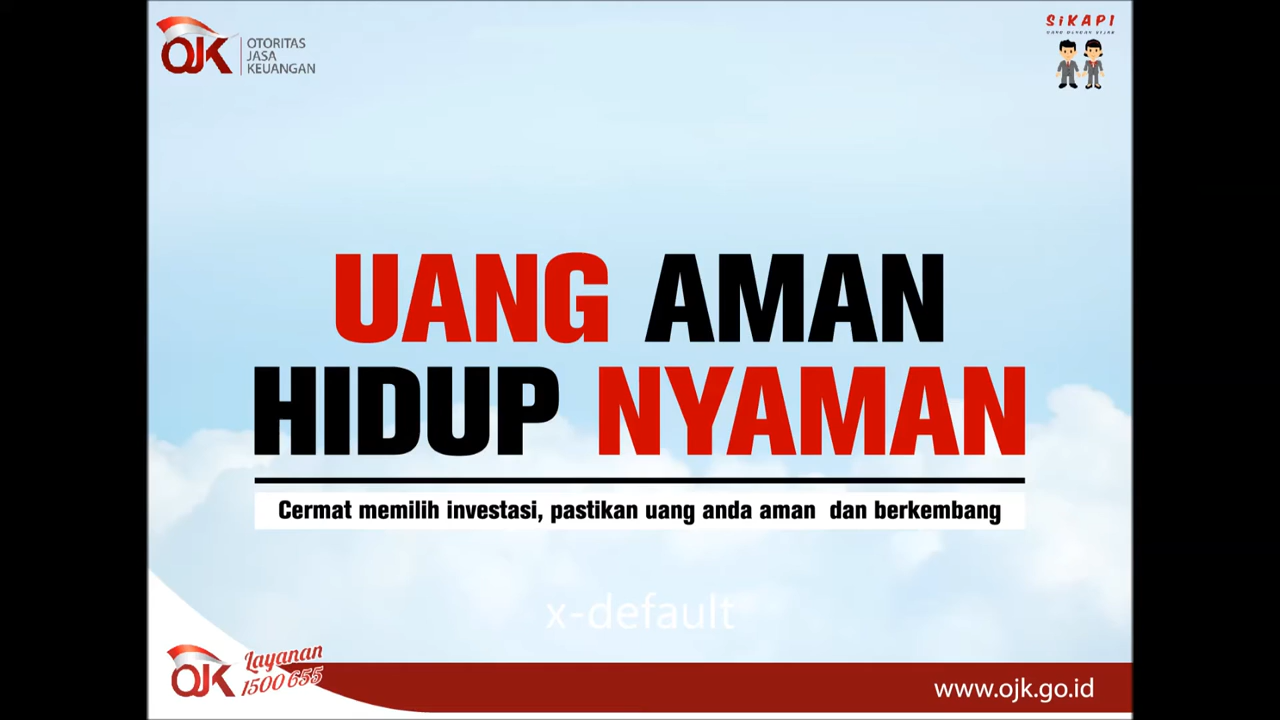 OJK
OTORITAS
JASA
KEUANGAN
SiKAPI
UANG AMAN
HIDUP NYAMAN
Cermat memilih investasi, pastikan uang anda aman dan berkembang
x-default
OJK
Layanan
1500 655
www.ojk.go.id